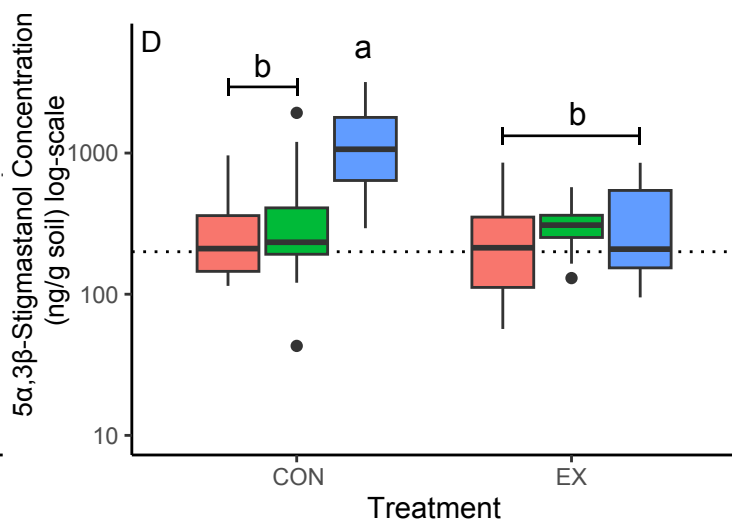 D
a
b
b
5α,3β-Stigmastanol Concentration
(ng/g soil) log-scale
1000
100
10
CON
EX
Treatment